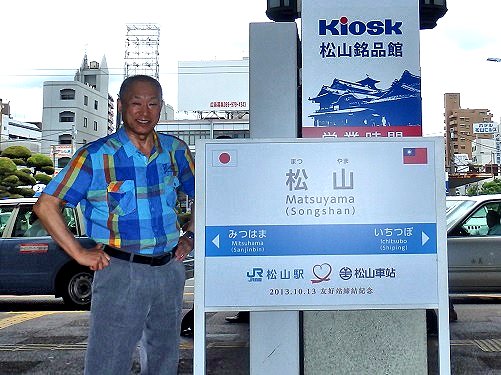 Kiosk
松山銘品館
営業時間
まつ やま
松山
Matsuyama
(Songshan)
みつはま
Mitsuhama
(Sanjinbin)
いちつぼ
Ichitsubo
(Shiping)
JR松山駅
松山車站
2013.10.13 友好站締結記念